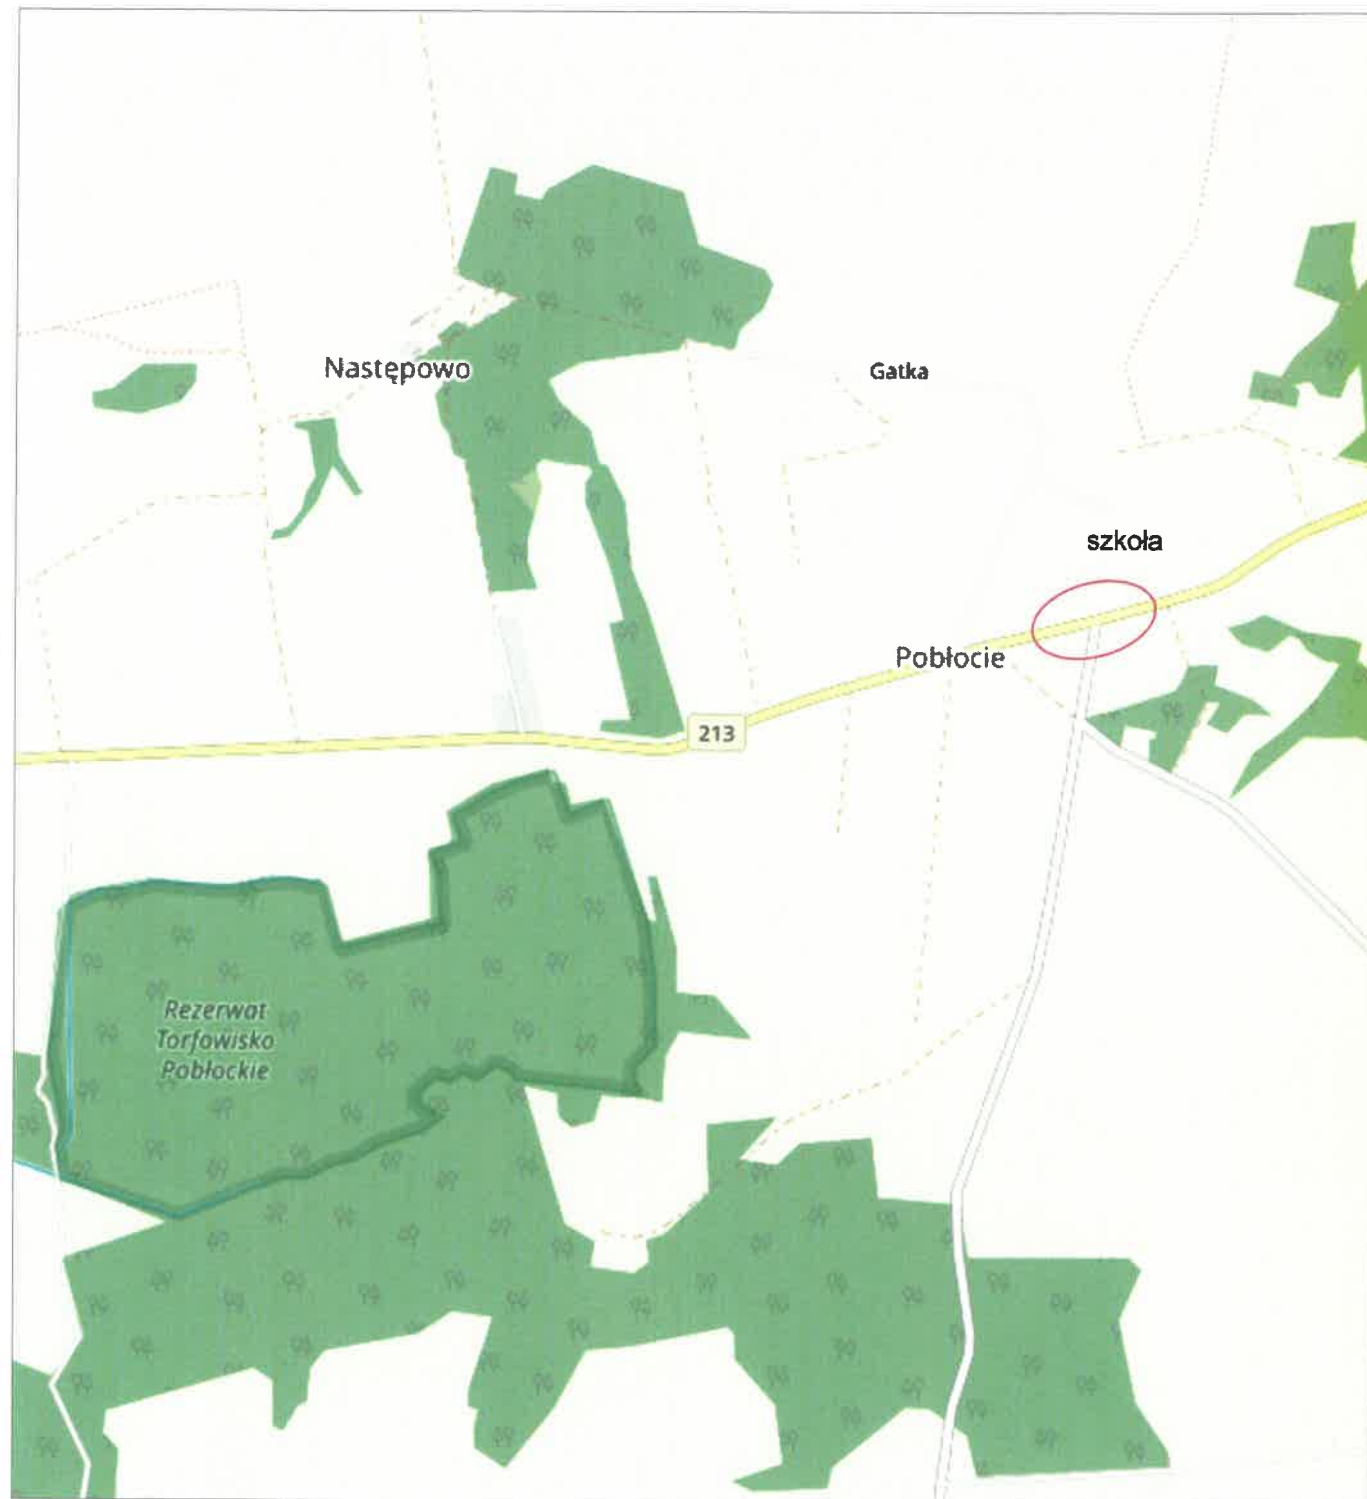 Następowo
Gatka
szkoła
Pobłocie
213
Rezerwat
Torfowisko
Pobłockie